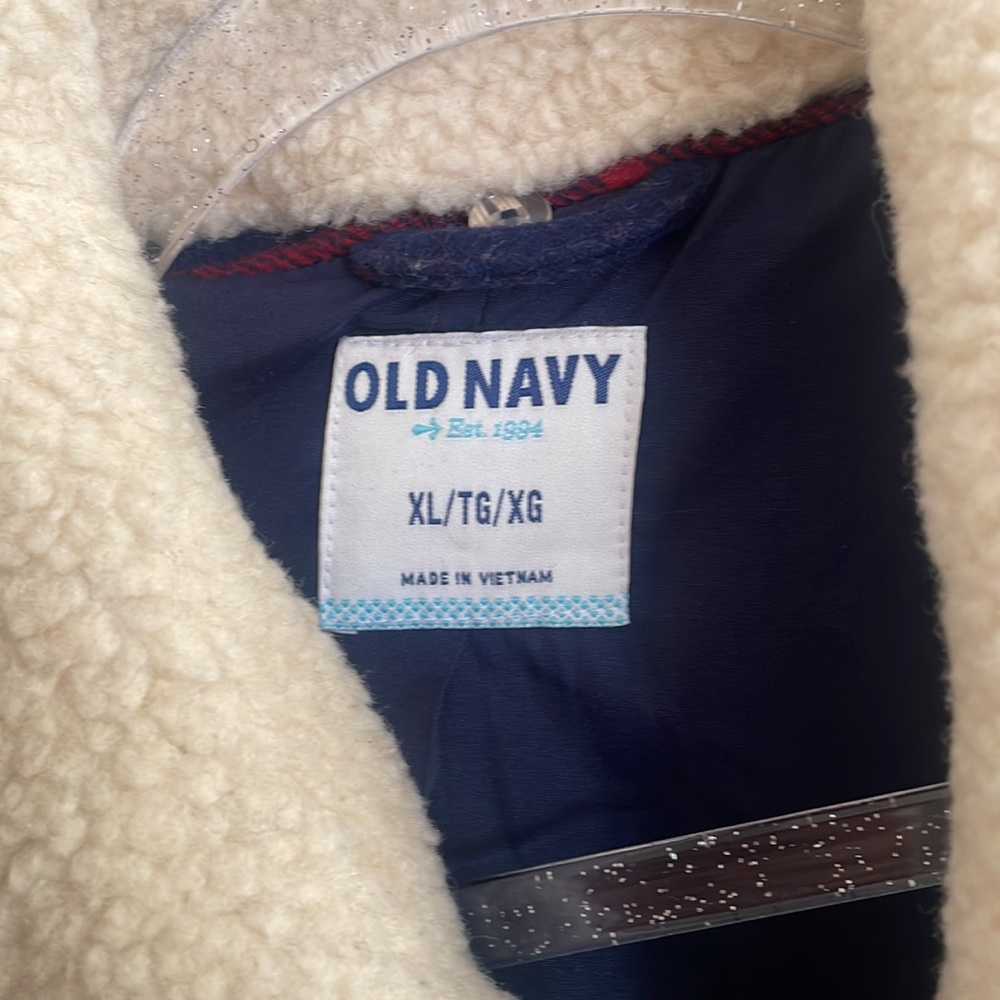 OLD NAVY
Est. 1994
XL/TG/XG
MADE IN VIETNAM